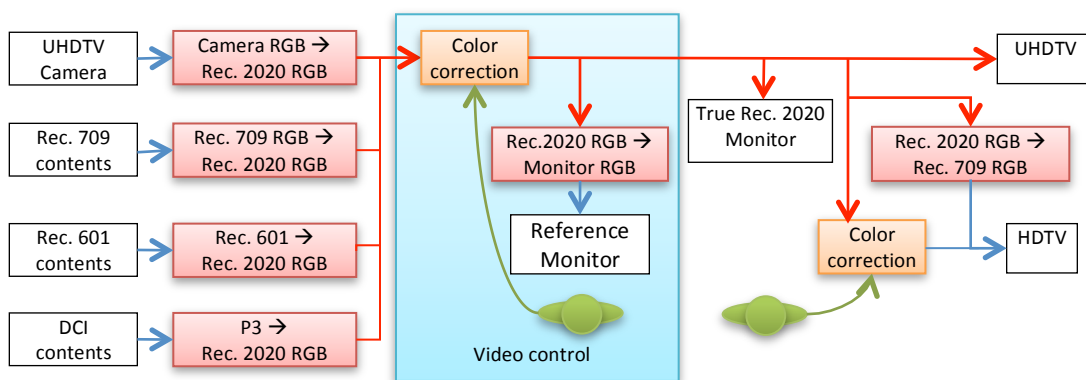 UHDTV
Camera
Camera RGB →
Rec. 2020 RGB
Rec. 709
contents
Rec. 709 RGB→
Rec. 2020 RGB
Rec. 601
contents
Rec. 601 →
Rec. 2020 RGB
DCI
contents
P3 →
Rec. 2020 RGB
Color
correction
Rec.2020 RGB →
Monitor RGB
Reference
Monitor
Video control
True Rec. 2020
Monitor
UHDTV
Rec. 2020 RGB →
Rec. 709 RGB
Color
correction
HDTV